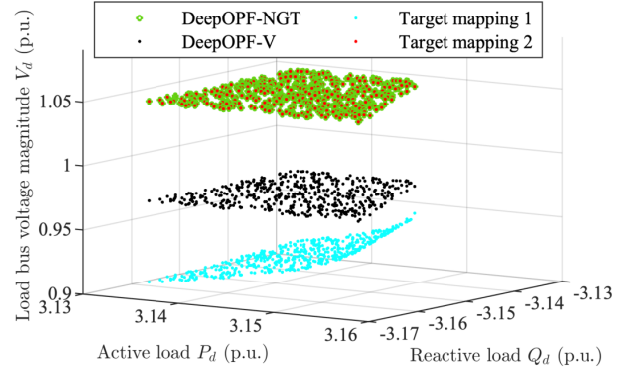 DeepOPF-NGT Target mapping 1
DeepOPF-V Target mapping 2
Load bus voltage magnitude V_d (p.u.)
1.05
1
0.95
0.9
3.13
3.14
3.15
3.16
-3.17
-3.16
-3.15
-3.14
-3.13
Active load P_d (p.u.)
Reactive load Q_d (p.u.)